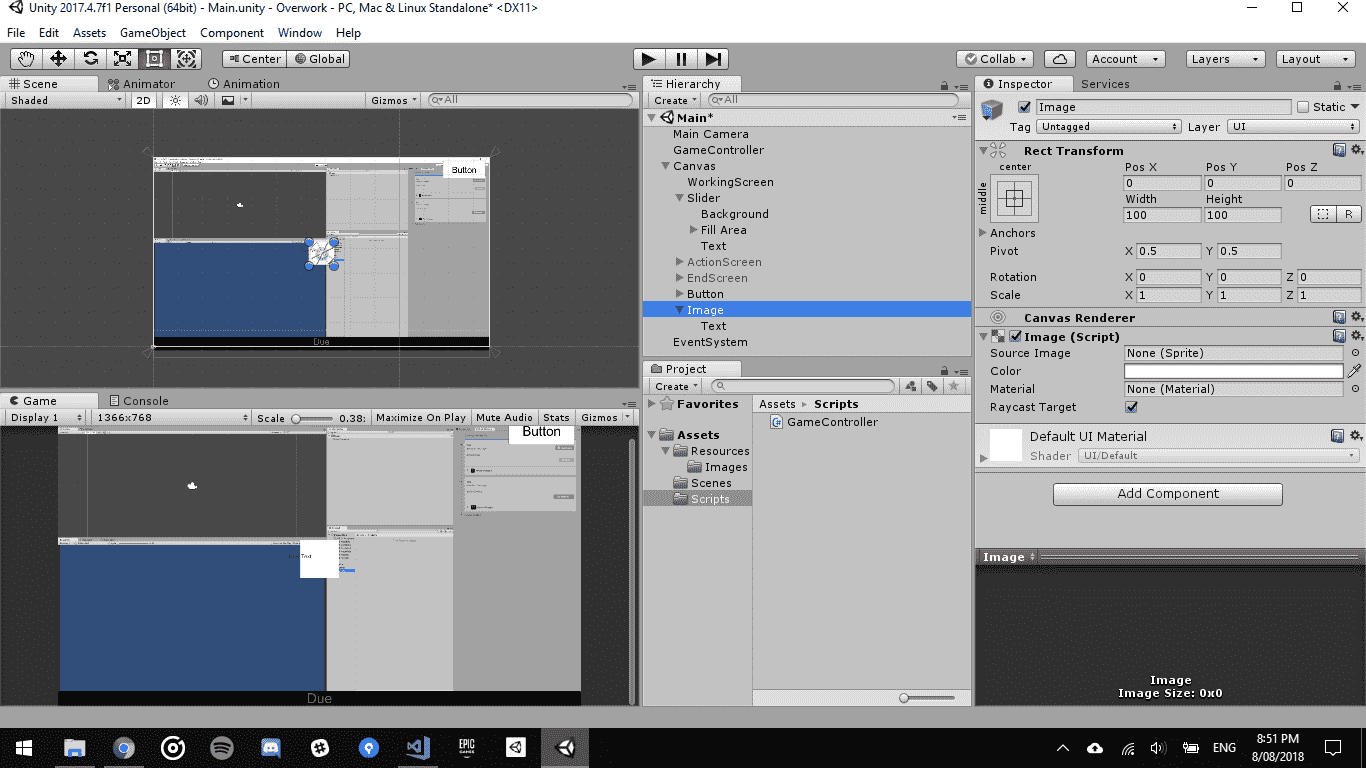 Unity 2017.4.7f1 Personal (64bit) - Main.unity - Overwork - PC, Mac & Linux Standalone* <DX11>
File Edit Assets GameObject Component Window Help
Center Global
Collab Account Layers Layout
Scene Animator Animation
Shaded 2D Gizmos All
Button
Due
Game Console
Display 1 1366x768 Scale 0.38: Maximize On Play Mute Audio Stats Gizmos
Button
Text
Due
Hierarchy
Create All
Main*
Main Camera
GameController
Canvas
WorkingScreen
Slider
Background
Fill Area
Text
ActionScreen
EndScreen
Button
Image
Text
EventSystem
Project
Create
Favorites
Assets
Resources
Images
Scenes
Scripts
Assets Scripts
GameController
Inspector Services
Image Static
Tag Untagged Layer UI
Rect Transform
center
middle
Pos X Pos Y Pos Z
0 0 0
Width Height
100 100
R
Anchors
Pivot X 0.5 Y 0.5
Rotation X 0 Y 0 Z 0
Scale X 1 Y 1 Z 1
Canvas Renderer
Image (Script)
Source Image None (Sprite)
Color
Material None (Material)
Raycast Target
Default UI Material
Shader UI/Default
Add Component
Image
Image
Image Size: 0x0
EPIC GAMES
ENG
8:51 PM
8/08/2018